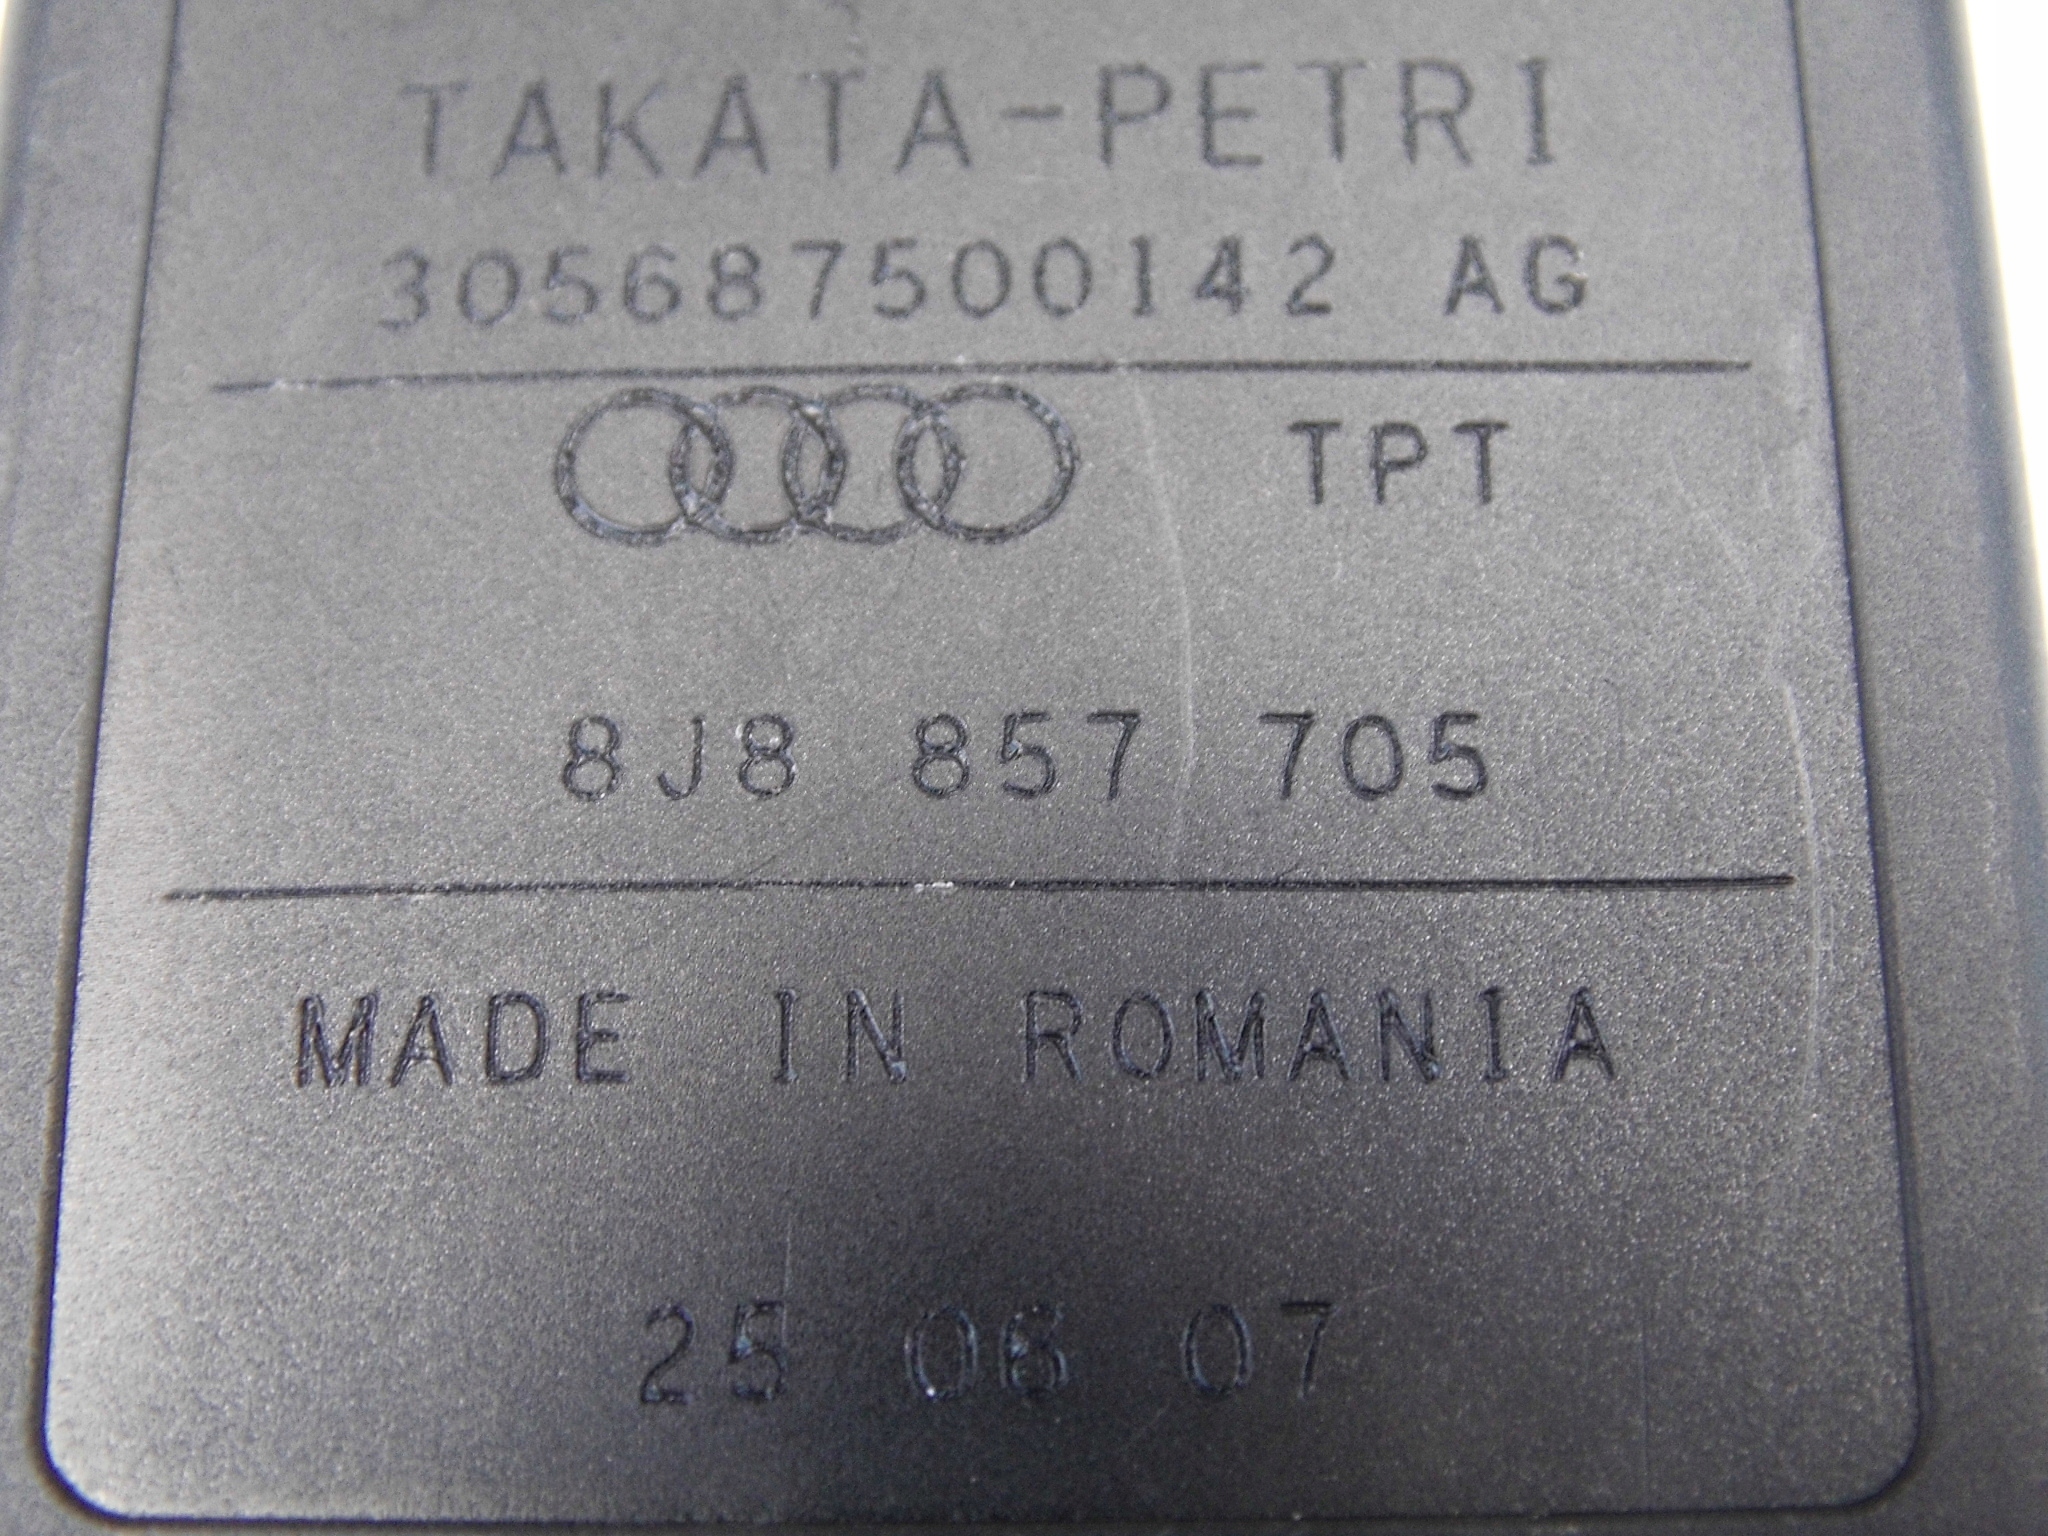 TAKATA-PETRI
305687500142 AG
TPT
8J8 857 705
MADE IN ROMANIA
25 06 07